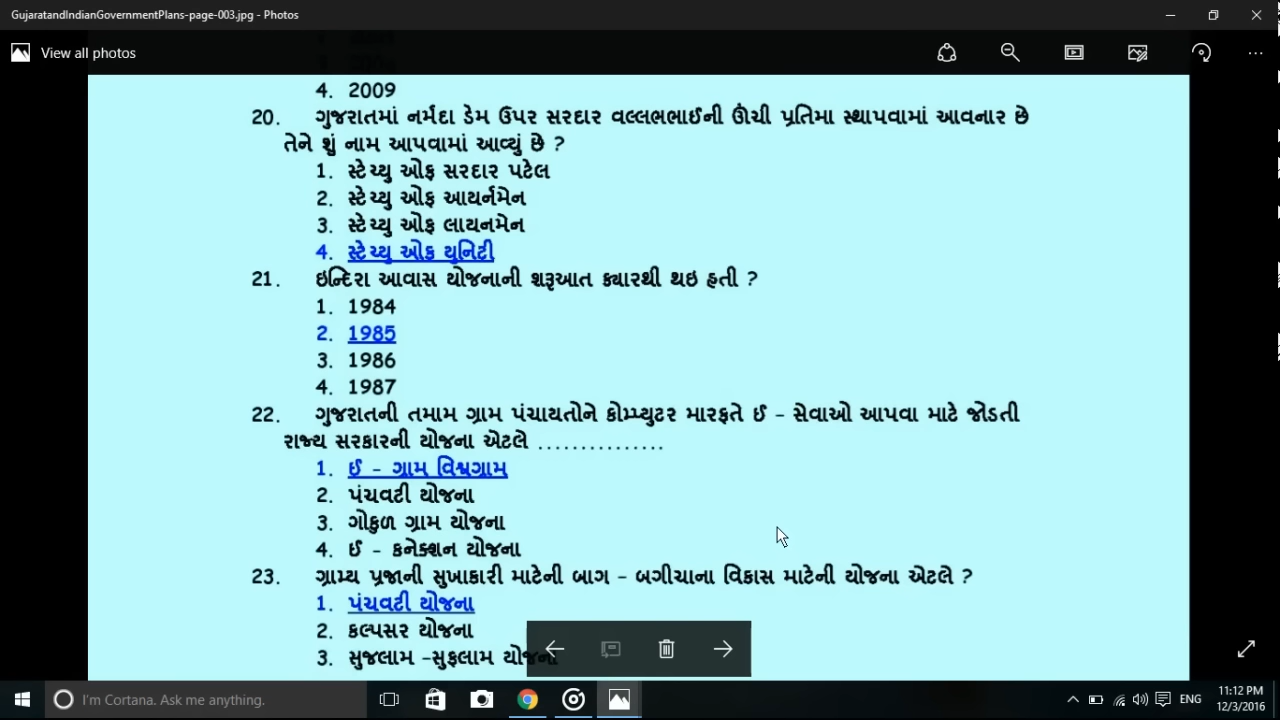 GujaratandIndianGovernmentPlans-page-003.jpg - Photos
View all photos
4. 2009
20. ગુજરાતમાં નર્મદા ડેમ ઉપર સરદાર વલ્લભભાઈની ઊંચી પ્રતિમા સ્થાપવામાં આવનાર છે
તેને શું નામ આપવામાં આવ્યું છે ?
1. સ્ટેચ્યુ ઓફ સરદાર પટેલ
2. સ્ટેચ્યુ ઓફ આયર્નમેન
3. સ્ટેચ્યુ ઓફ લાયનમેન
4. સ્ટેચ્યુ ઓફ યુનિટી
21. ઇન્દિરા આવાસ યોજનાની શરૂઆત ક્યારથી થઇ હતી ?
1. 1984
2. 1985
3. 1986
4. 1987
22. ગુજરાતની તમામ ગ્રામ પંચાયતોને કોમ્પ્યુટર મારફતે ઈ - સેવાઓ આપવા માટે જોડતી
રાજ્ય સરકારની યોજના એટલે ...............
1. ઈ - ગ્રામ વિશ્વગ્રામ
2. પંચવટી યોજના
3. ગોકુળ ગ્રામ યોજના
4. ઈ - કનેક્શન યોજના
23. ગ્રામ્ય પ્રજાની સુખાકારી માટેની બાગ - બગીચાના વિકાસ માટેની યોજના એટલે ?
1. પંચવટી યોજના
2. કલ્પસર યોજના
3. સુજલામ -સુફલામ યોજના
I'm Cortana. Ask me anything.
ENG
11:12 PM
12/3/2016